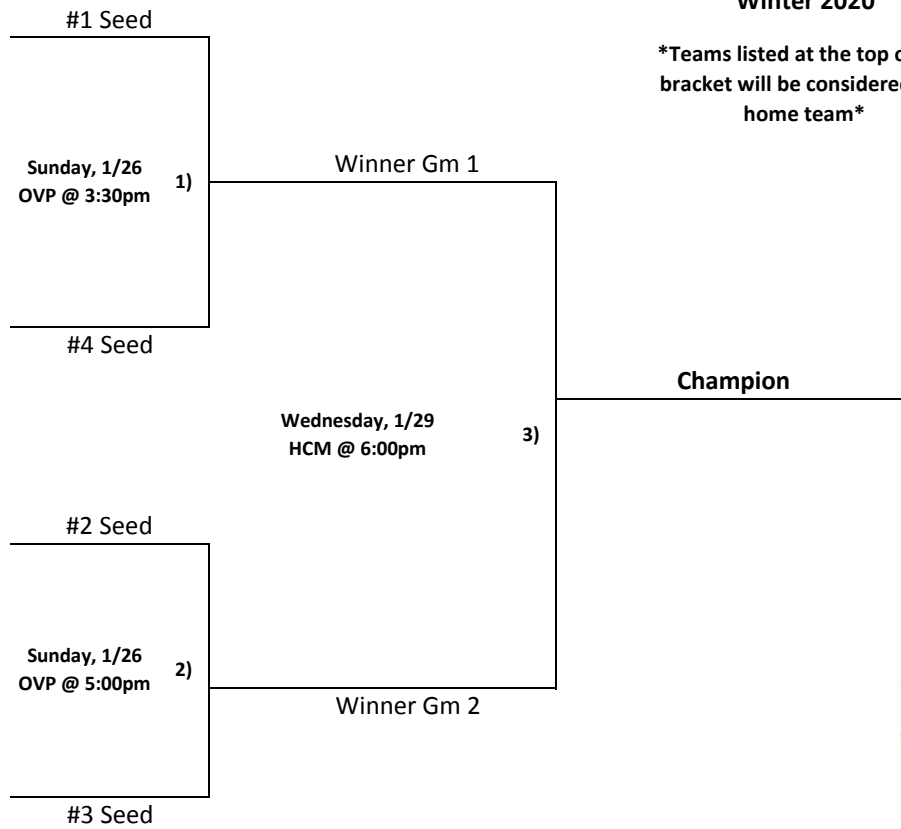 #1 Seed
Winter 2020
*Teams listed at the top
bracket will be
home team*
Sunday, 1/26
OVP @ 3:30pm
1)
Winner Gm 1
#4 Seed
Champion
Wednesday, 1/29
HCM @ 6:00pm
3)
#2 Seed
Sunday, 1/26
OVP @ 5:00pm
2)
Winner Gm 2
#3 Seed